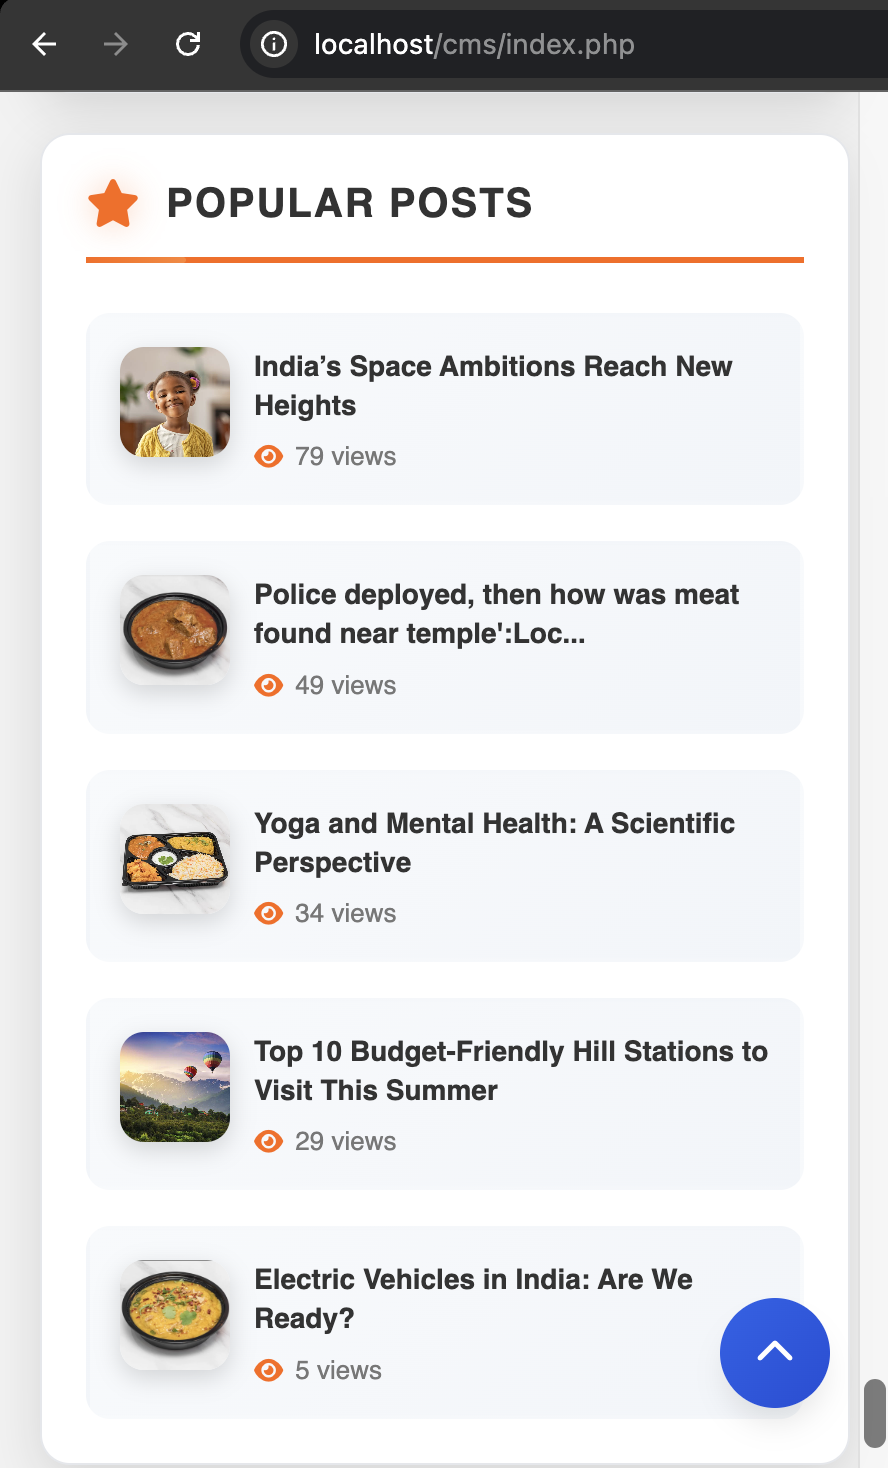 localhost/cms/index.php
POPULAR POSTS
India’s Space Ambitions Reach New
Heights
79 views
Police deployed, then how was meat
found near temple':Loc...
49 views
Yoga and Mental Health: A Scientific
Perspective
34 views
Top 10 Budget-Friendly Hill Stations to
Visit This Summer
29 views
Electric Vehicles in India: Are We
Ready?
5 views